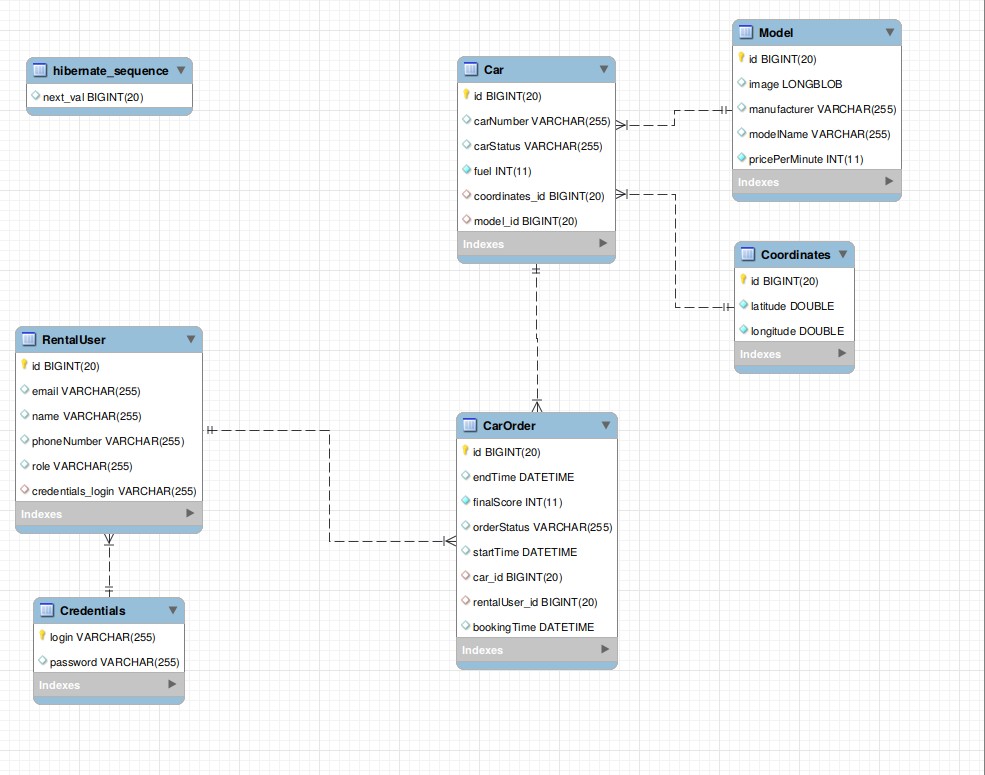 hibernate_sequence
next_val BIGINT(20)
Car
id BIGINT(20)
carNumber VARCHAR(255)
carStatus VARCHAR(255)
fuel INT(11)
coordinates_id BIGINT(20)
model_id BIGINT(20)
Indexes
Model
id BIGINT(20)
image LONGBLOB
manufacturer VARCHAR(255)
modelName VARCHAR(255)
pricePerMinute INT(11)
Indexes
Coordinates
id BIGINT(20)
latitude DOUBLE
longitude DOUBLE
Indexes
RentalUser
id BIGINT(20)
email VARCHAR(255)
name VARCHAR(255)
phoneNumber VARCHAR(255)
role VARCHAR(255)
credentials_login VARCHAR(255)
Indexes
CarOrder
id BIGINT(20)
endTime DATETIME
finalScore INT(11)
orderStatus VARCHAR(255)
startTime DATETIME
car_id BIGINT(20)
rentalUser_id BIGINT(20)
bookingTime DATETIME
Indexes
Credentials
login VARCHAR(255)
password VARCHAR(255)
Indexes